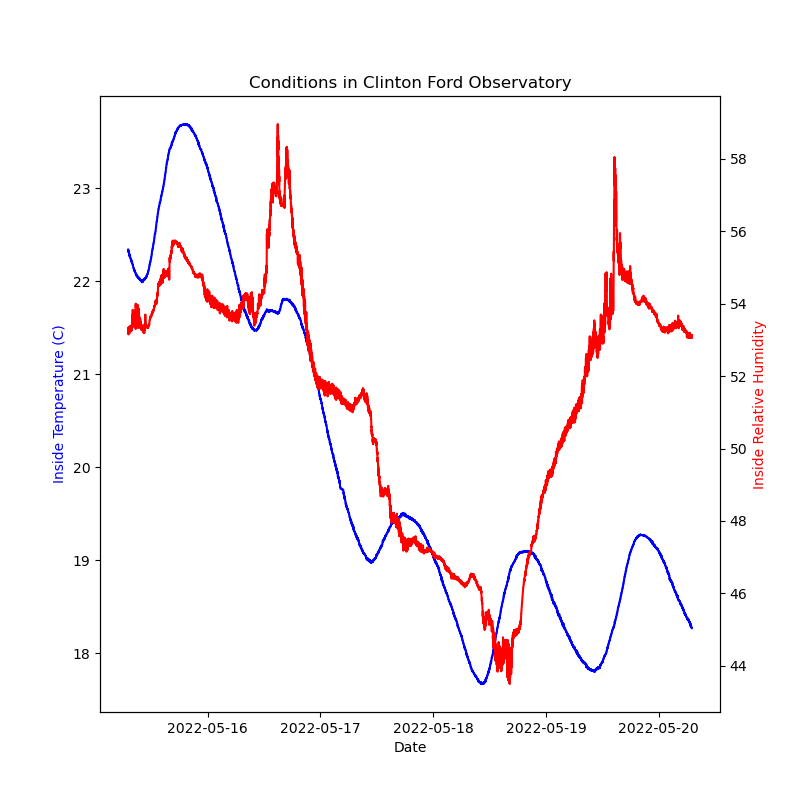 Conditions in Clinton Ford Observatory
Inside Temperature (C)
23
22
21
20
19
18
58
56
54
52
50
48
46
44
Inside Relative Humidity
2022-05-16 2022-05-17 2022-05-18 2022-05-19 2022-05-20
Date